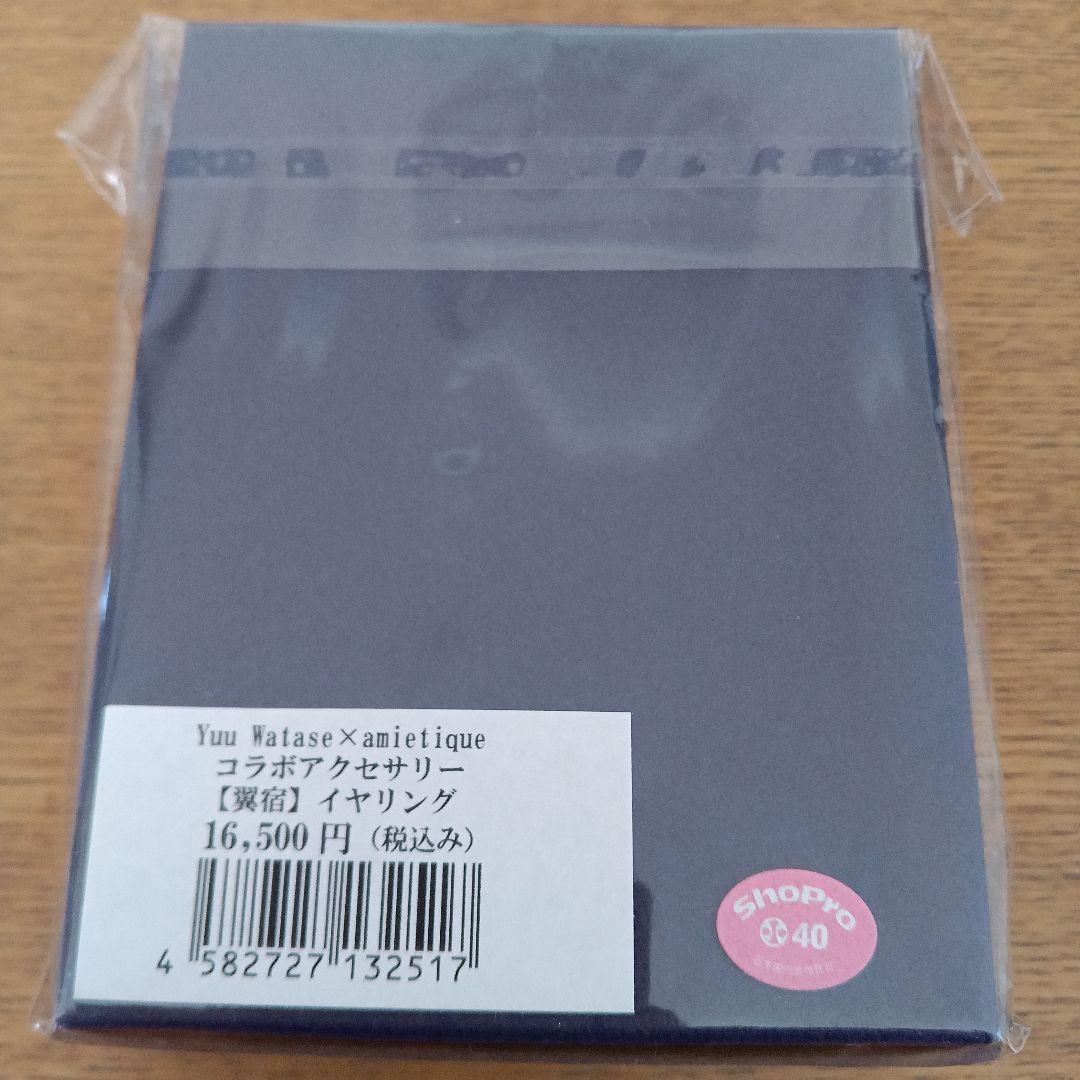 Yuu Watase×amietique
コラボアクセサリー
【翼宿】イヤリング
16,500円（税込み）
4 582727 132517
ShoPro
40